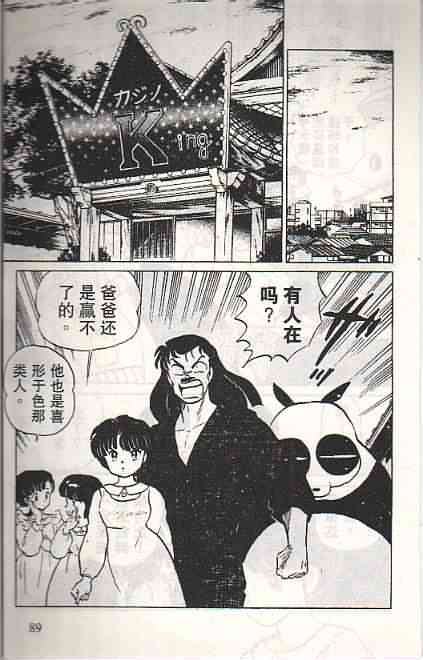 カジノ
King
有人在
吗？
爸爸还
是赢不
了的。
他也是喜
形于色那
类人。
89